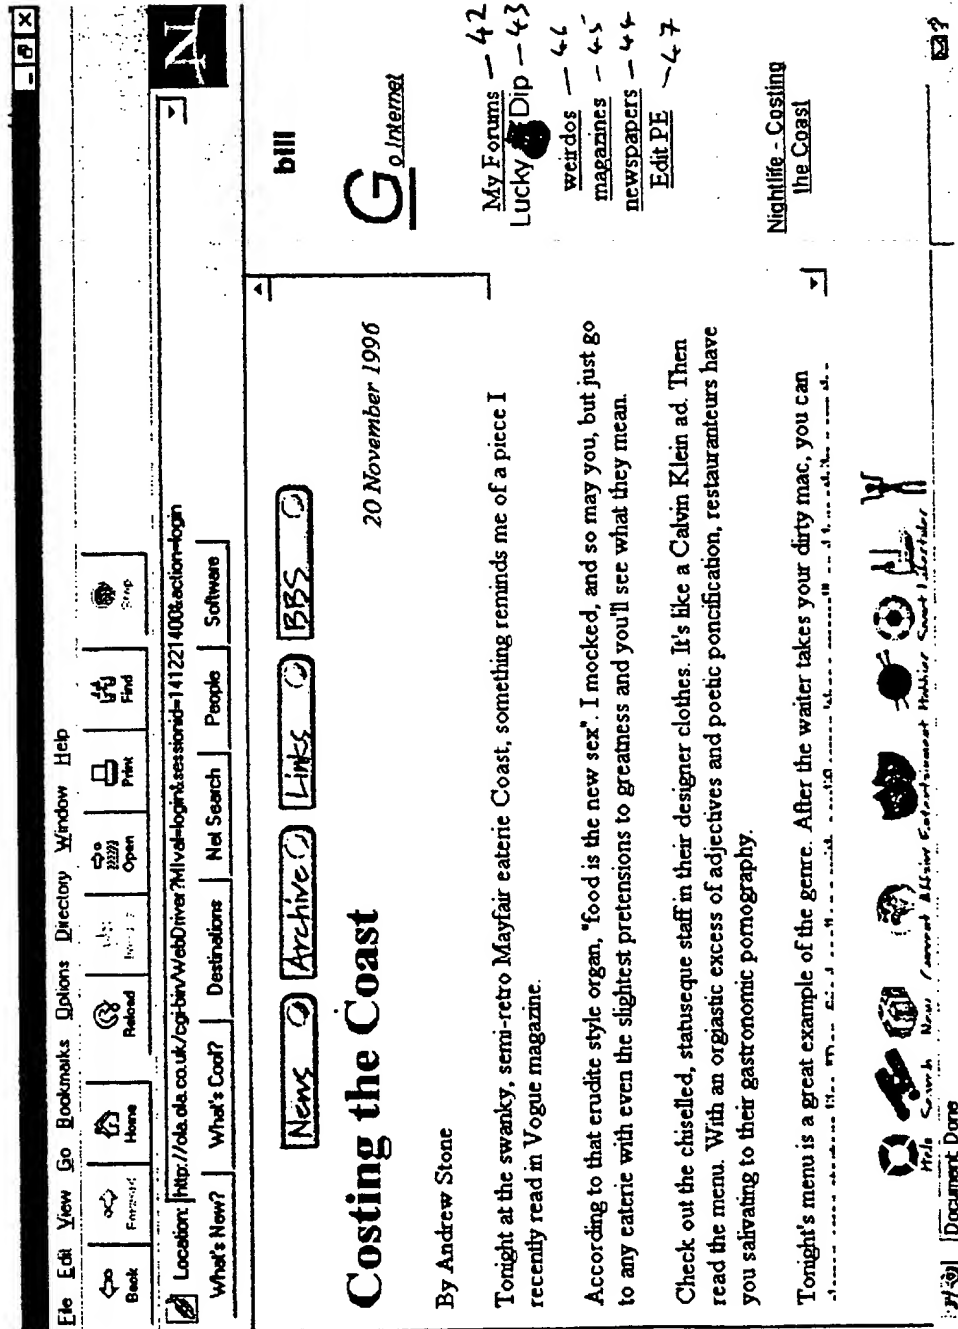 File Edit View Go Bookmarks Options Directory Window Help
Back Forward Home Reload Open Print Find Stop
Location: http://ola.ola.co.uk/cgi-bin/WebDriver?MIval=login&sessionid=141221400&action=login
What's New? What's Cool? Destinations Net Search People Software
N
News Archive Links BBS
Costing the Coast
20 November 1996
By Andrew Stone
Tonight at the swanky, semi-retro Mayfair eaterie Coast, something reminds me of a piece I
recently read in Vogue magazine.
According to that erudite style organ, "food is the new sex". I mocked, and so may you, but just go
to any eaterie with even the slightest pretensions to greatness and you'll see what they mean.
Check out the chiselled, statuseque staff in their designer clothes. It's like a Calvin Klein ad. Then
read the menu. With an orgiastic excess of adjectives and poetic poncification, restauranteurs have
you salivating to their gastronomic pornography.
Tonight's menu is a great example of the genre. After the waiter takes your dirty mac, you can
bill
Go Internet
My Forums - 42
Lucky Dip - 43
weirdos - 46
magazines - 45
newspapers - 44
Edit PE - 47
Nightlife - Costing
the Coast
Help Search New Current Affairs Entertainment Hobbies Sport Lifestyles
Document Done